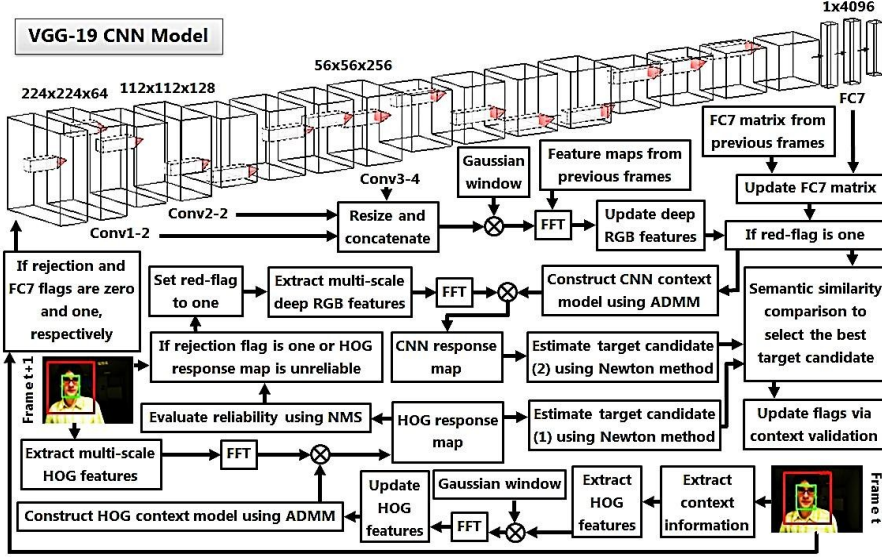 VGG-19 CNN Model
1x4096
56x56x256
112x112x128
224x224x64
FC7
FC7 matrix from
previous frames
Gaussian
window
Feature maps from
previous frames
Conv3-4
Update FC7 matrix
Conv2-2
Resize and
concatenate
FFT
Update deep
RGB features
If red-flag is one
Conv1-2
If rejection and
FC7 flags are zero
and one,
respectively
Set red-flag
to one
Extract multi-scale
deep RGB features
FFT
Construct CNN context
model using ADMM
Semantic similarity
comparison to
select the best
target candidate
Frame t+1
If rejection flag is one or HOG
response map is unreliable
CNN response
map
Estimate target candidate
(2) using Newton method
Evaluate reliability using NMS
HOG response
map
Estimate target candidate
(1) using Newton method
Update flags via
context validation
Extract multi-scale
HOG features
FFT
Construct HOG context model using ADMM
Update
HOG
features
Gaussian window
FFT
Extract
HOG
features
Extract
context
information
Frame t